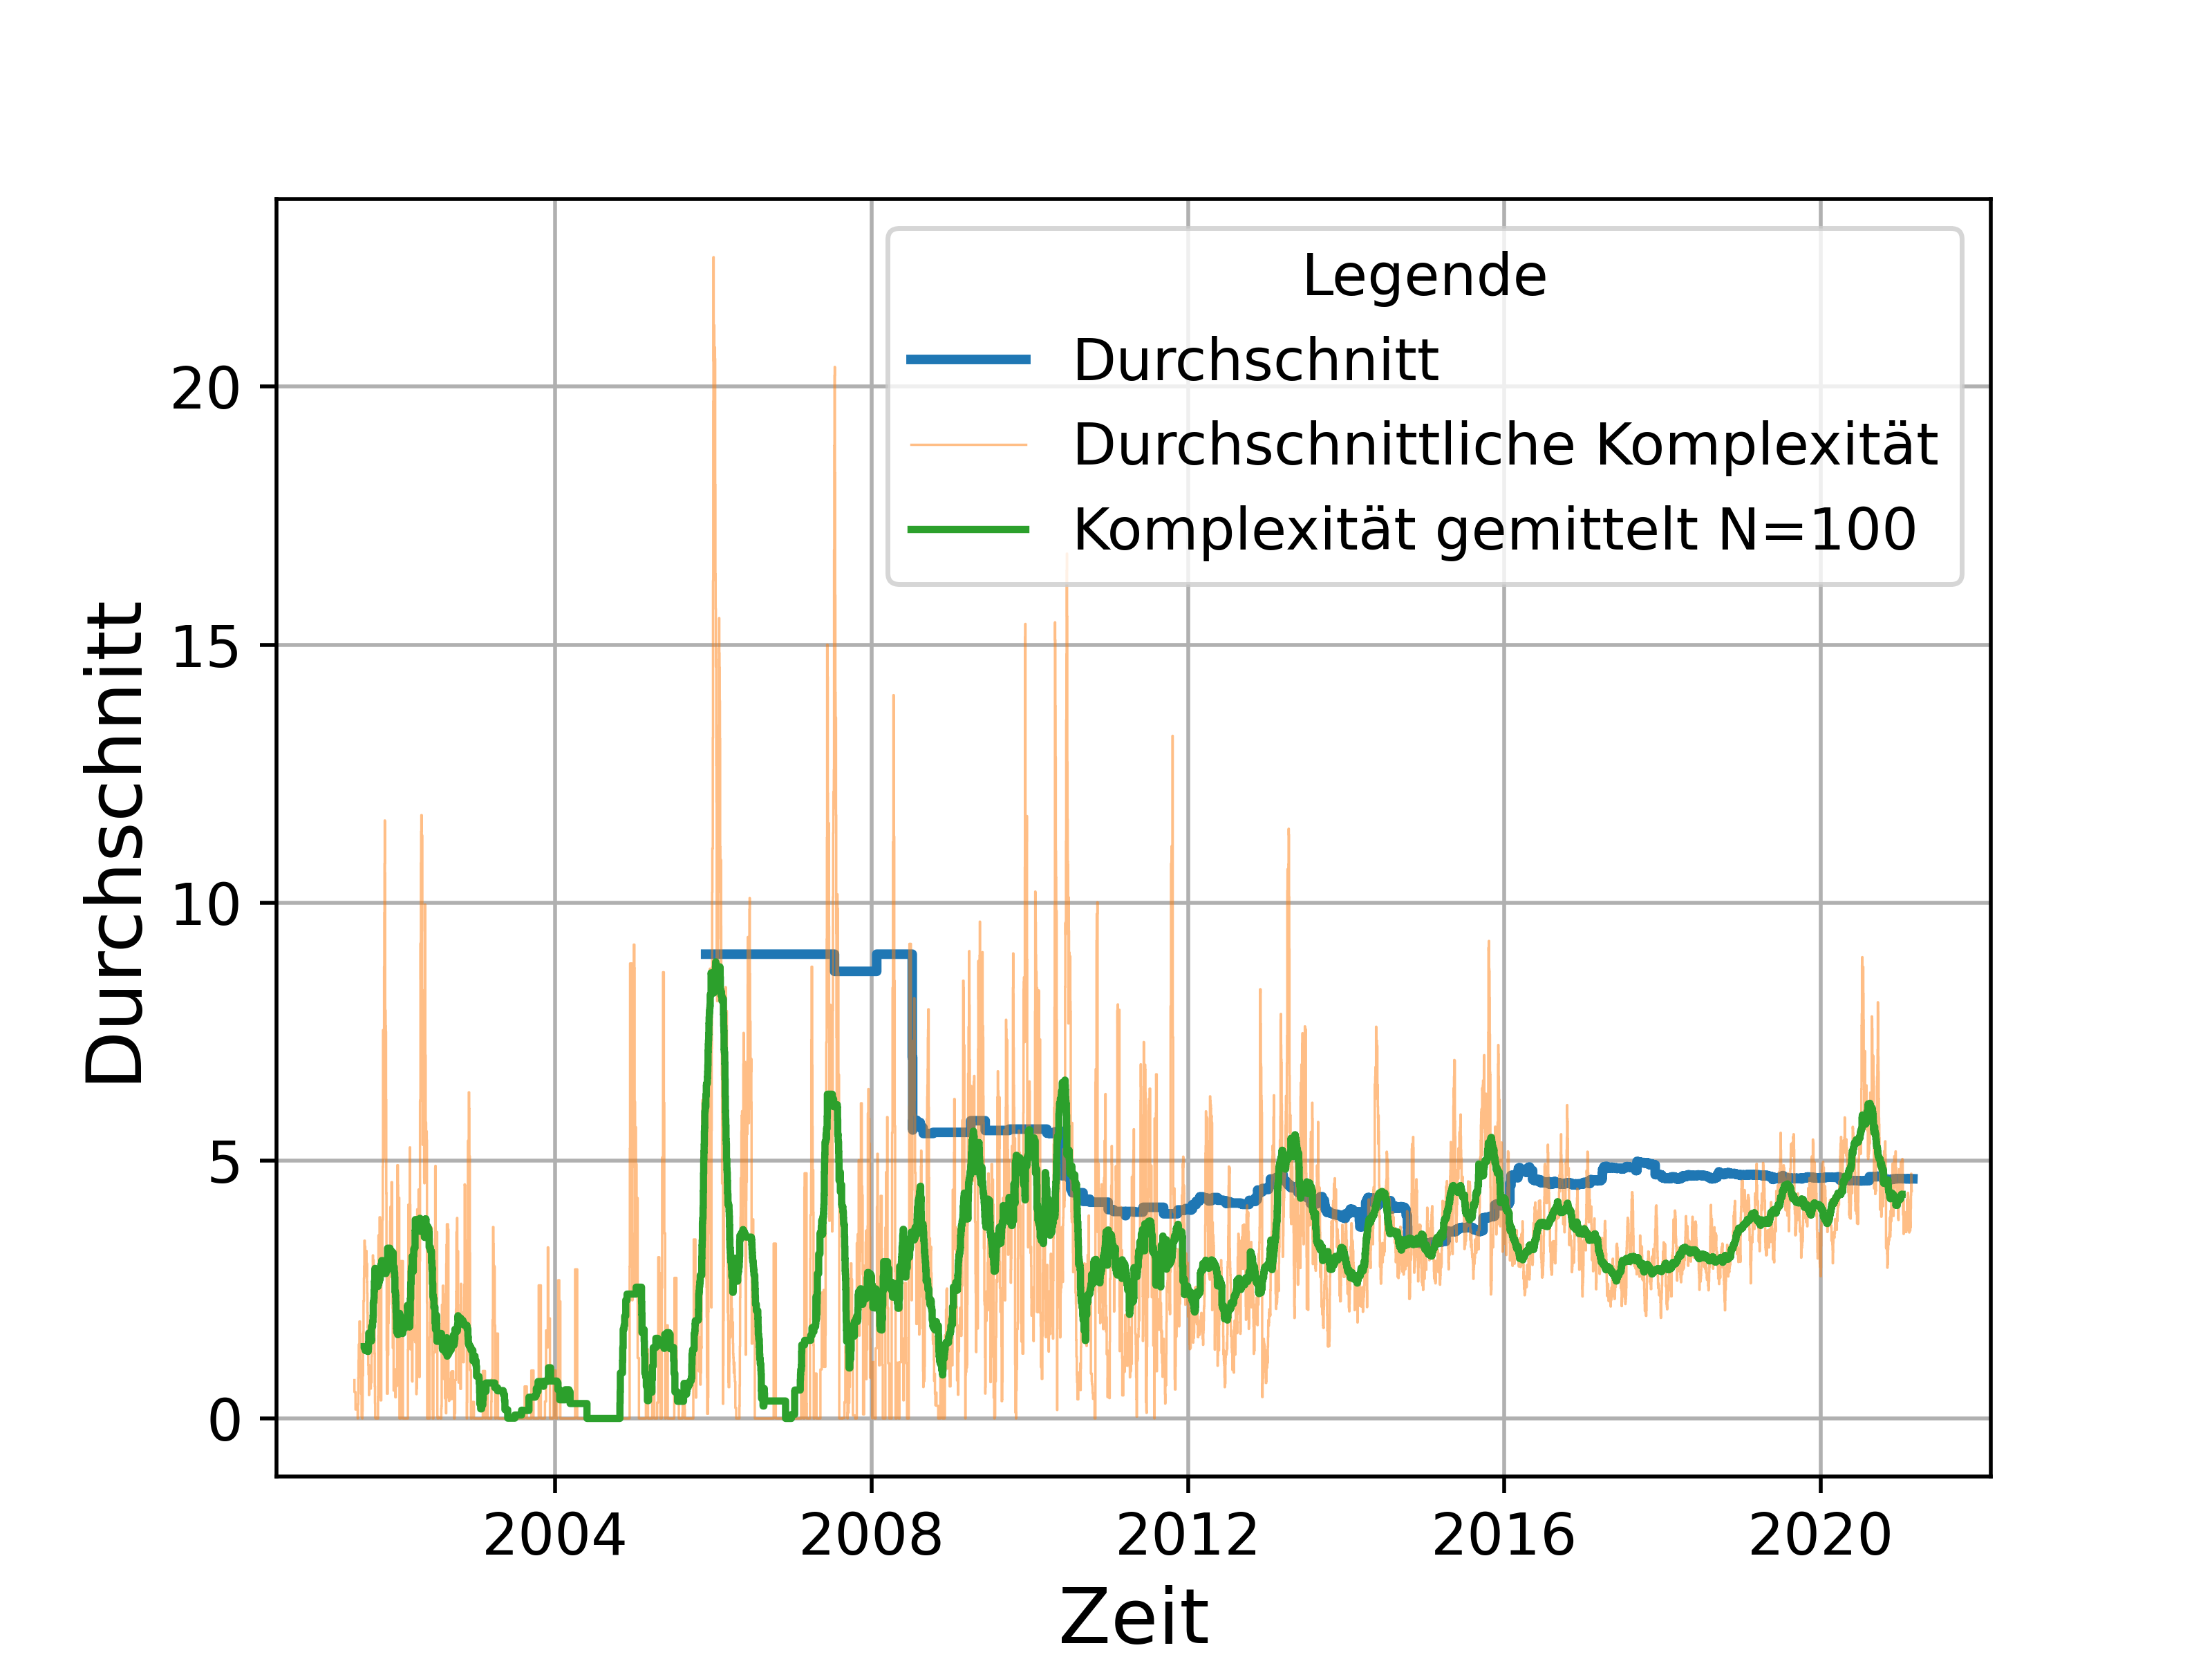 Legende
Durchschnitt
Durchschnittliche Komplexität
Komplexität gemittelt N=100
Durchschnitt
20
15
10
5
0
2004 2008 2012 2016 2020
Zeit